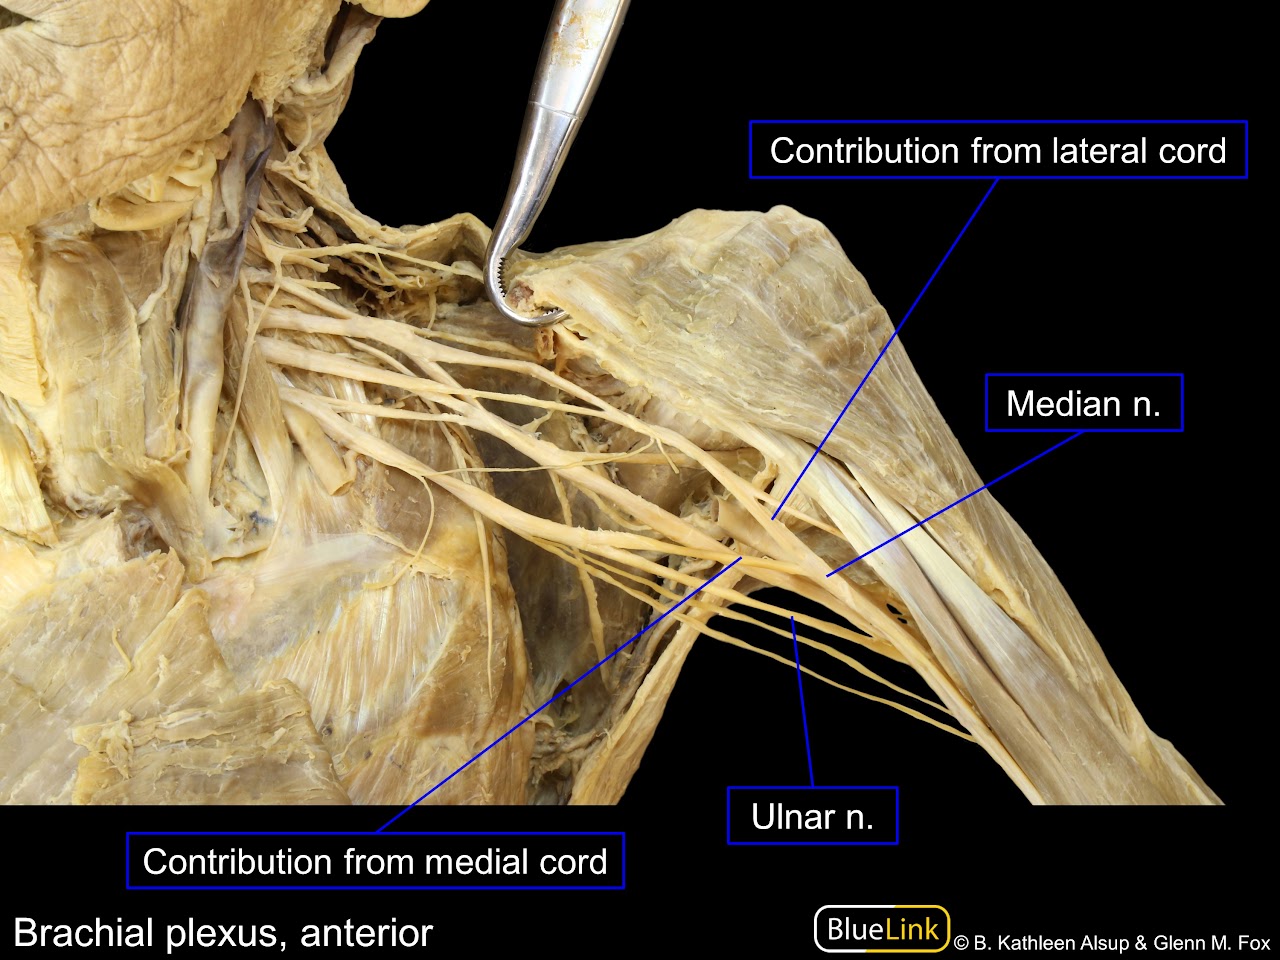 Contribution from lateral cord
Median n.
Ulnar n.
Contribution from medial cord
Brachial plexus, anterior
BlueLink © B. Kathleen Alsup & Glenn M. Fox